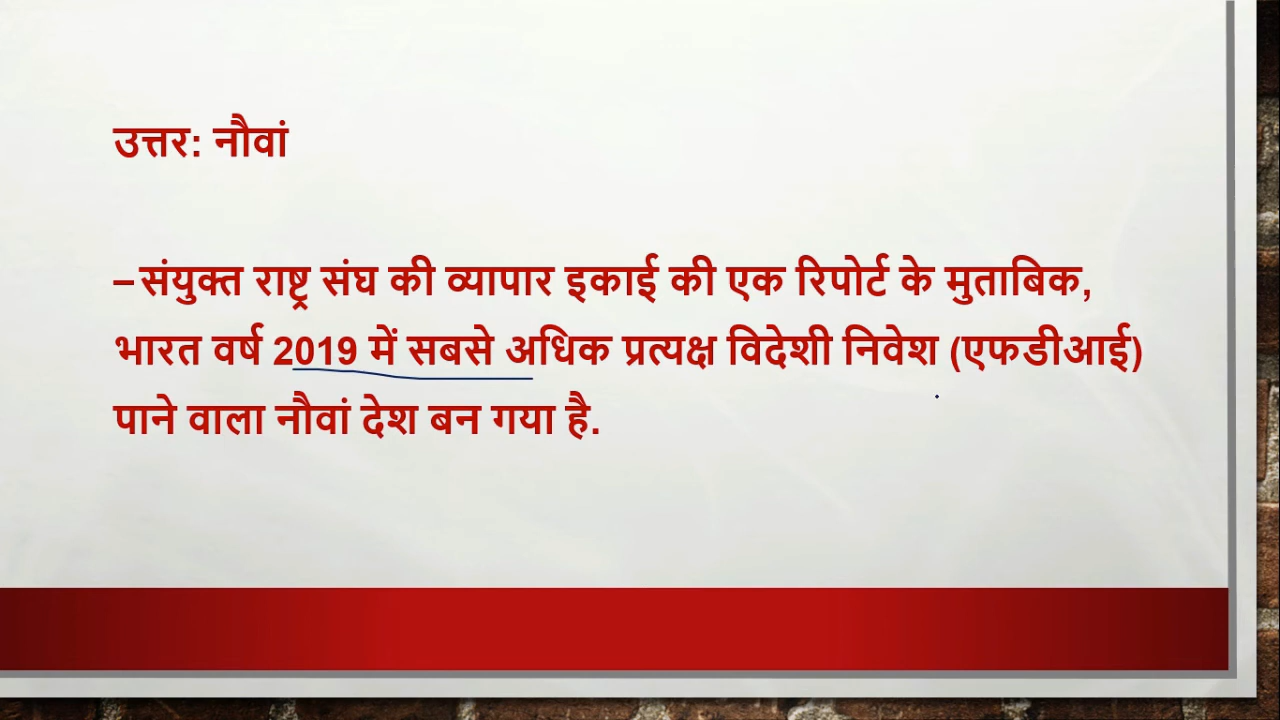 उत्तर: नौवां
–संयुक्त राष्ट्र संघ की व्यापार इकाई की एक रिपोर्ट के मुताबिक,
भारत वर्ष 2019 में सबसे अधिक प्रत्यक्ष विदेशी निवेश (एफडीआई)
पाने वाला नौवां देश बन गया है.